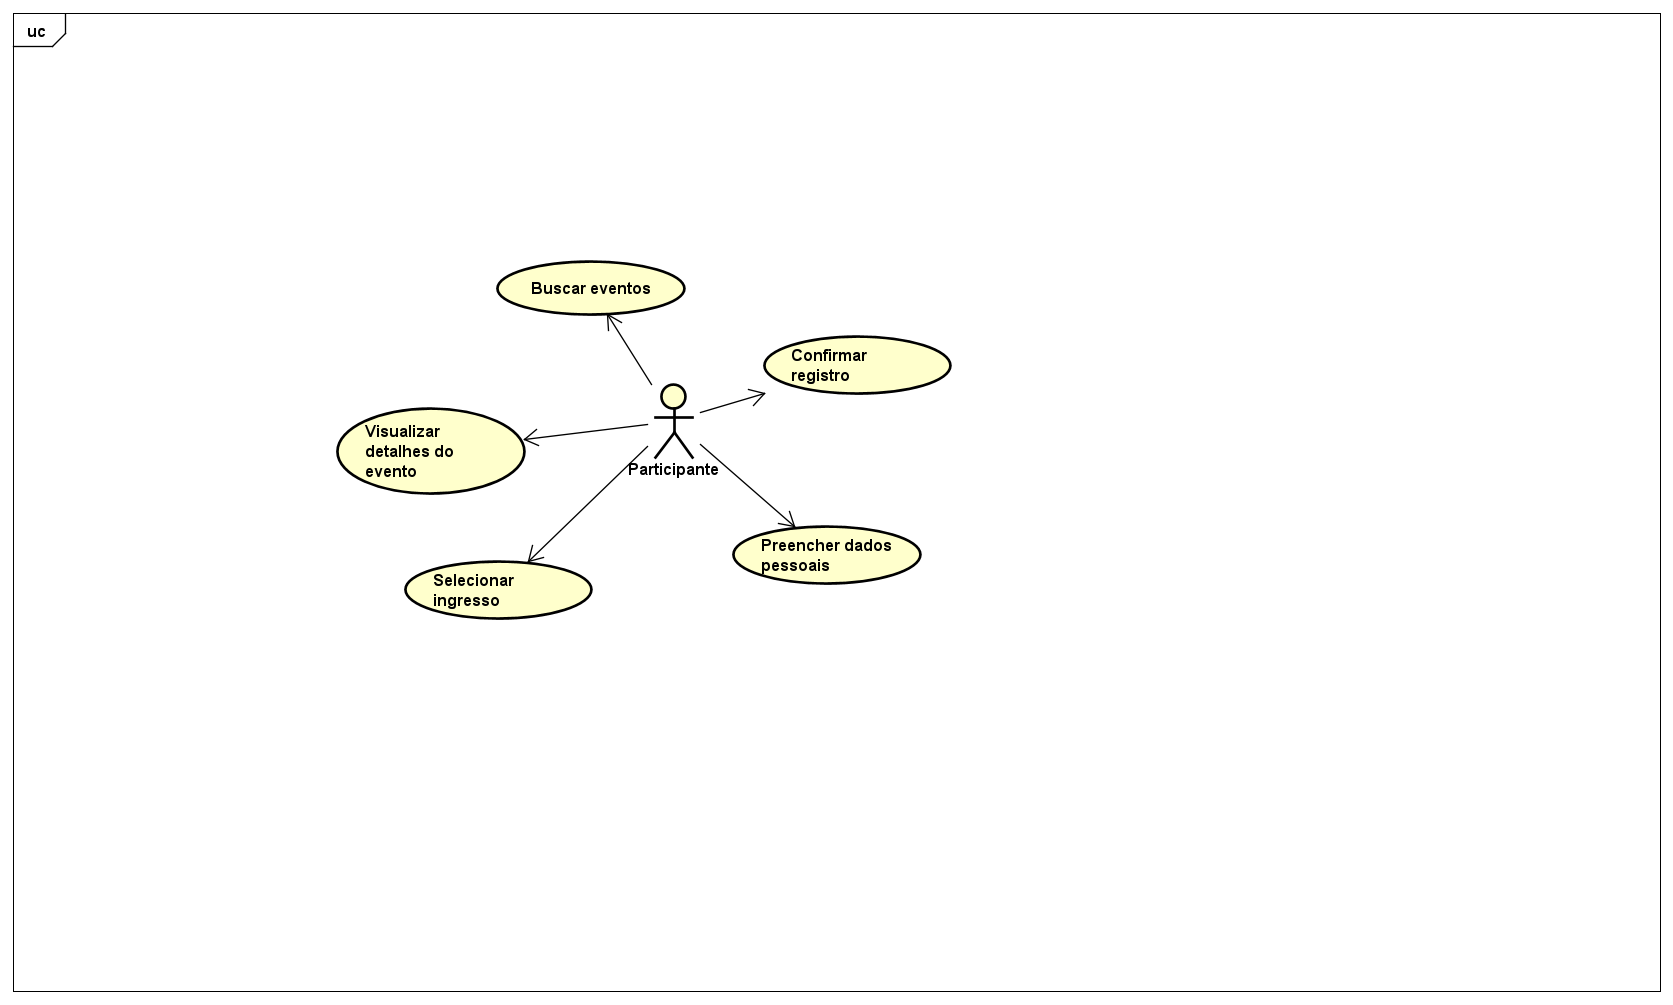 uc
Buscar eventos
Confirmar
registro
Visualizar
detalhes do
evento
Participante
Preencher dados
pessoais
Selecionar
ingresso